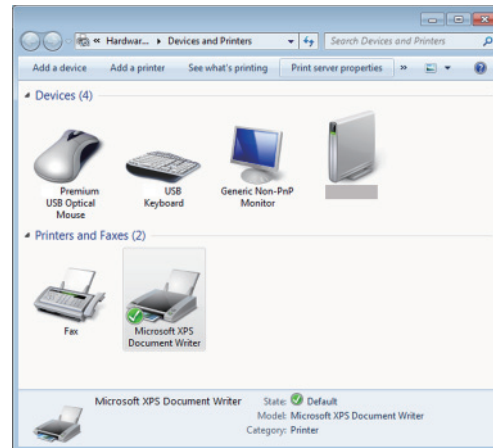 « Hardwar... ▸ Devices and Printers
Search Devices and Printers
Add a device Add a printer See what's printing Print server properties »
Devices (4)
Premium
USB Optical
Mouse
USB
Keyboard
Generic Non-PnP
Monitor
Printers and Faxes (2)
Fax
Microsoft XPS
Document Writer
Microsoft XPS Document Writer State: Default
Model: Microsoft XPS Document Writer
Category: Printer